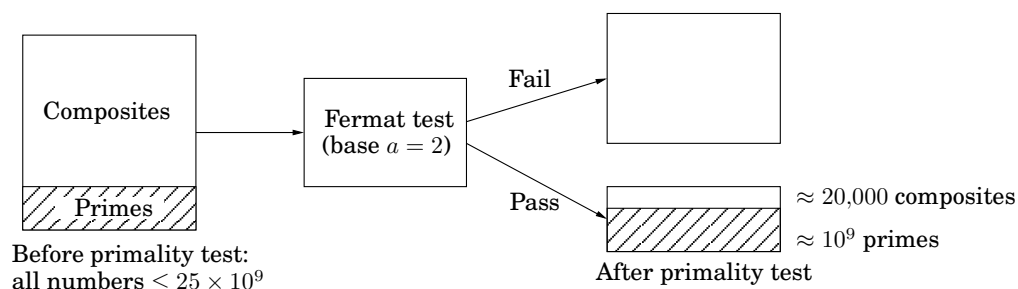 Composites
Primes
Before primality test:
all numbers < 25 × 10⁹
Fermat test
(base a = 2)
Fail
Pass
≈ 20,000 composites
≈ 10⁹ primes
After primality test